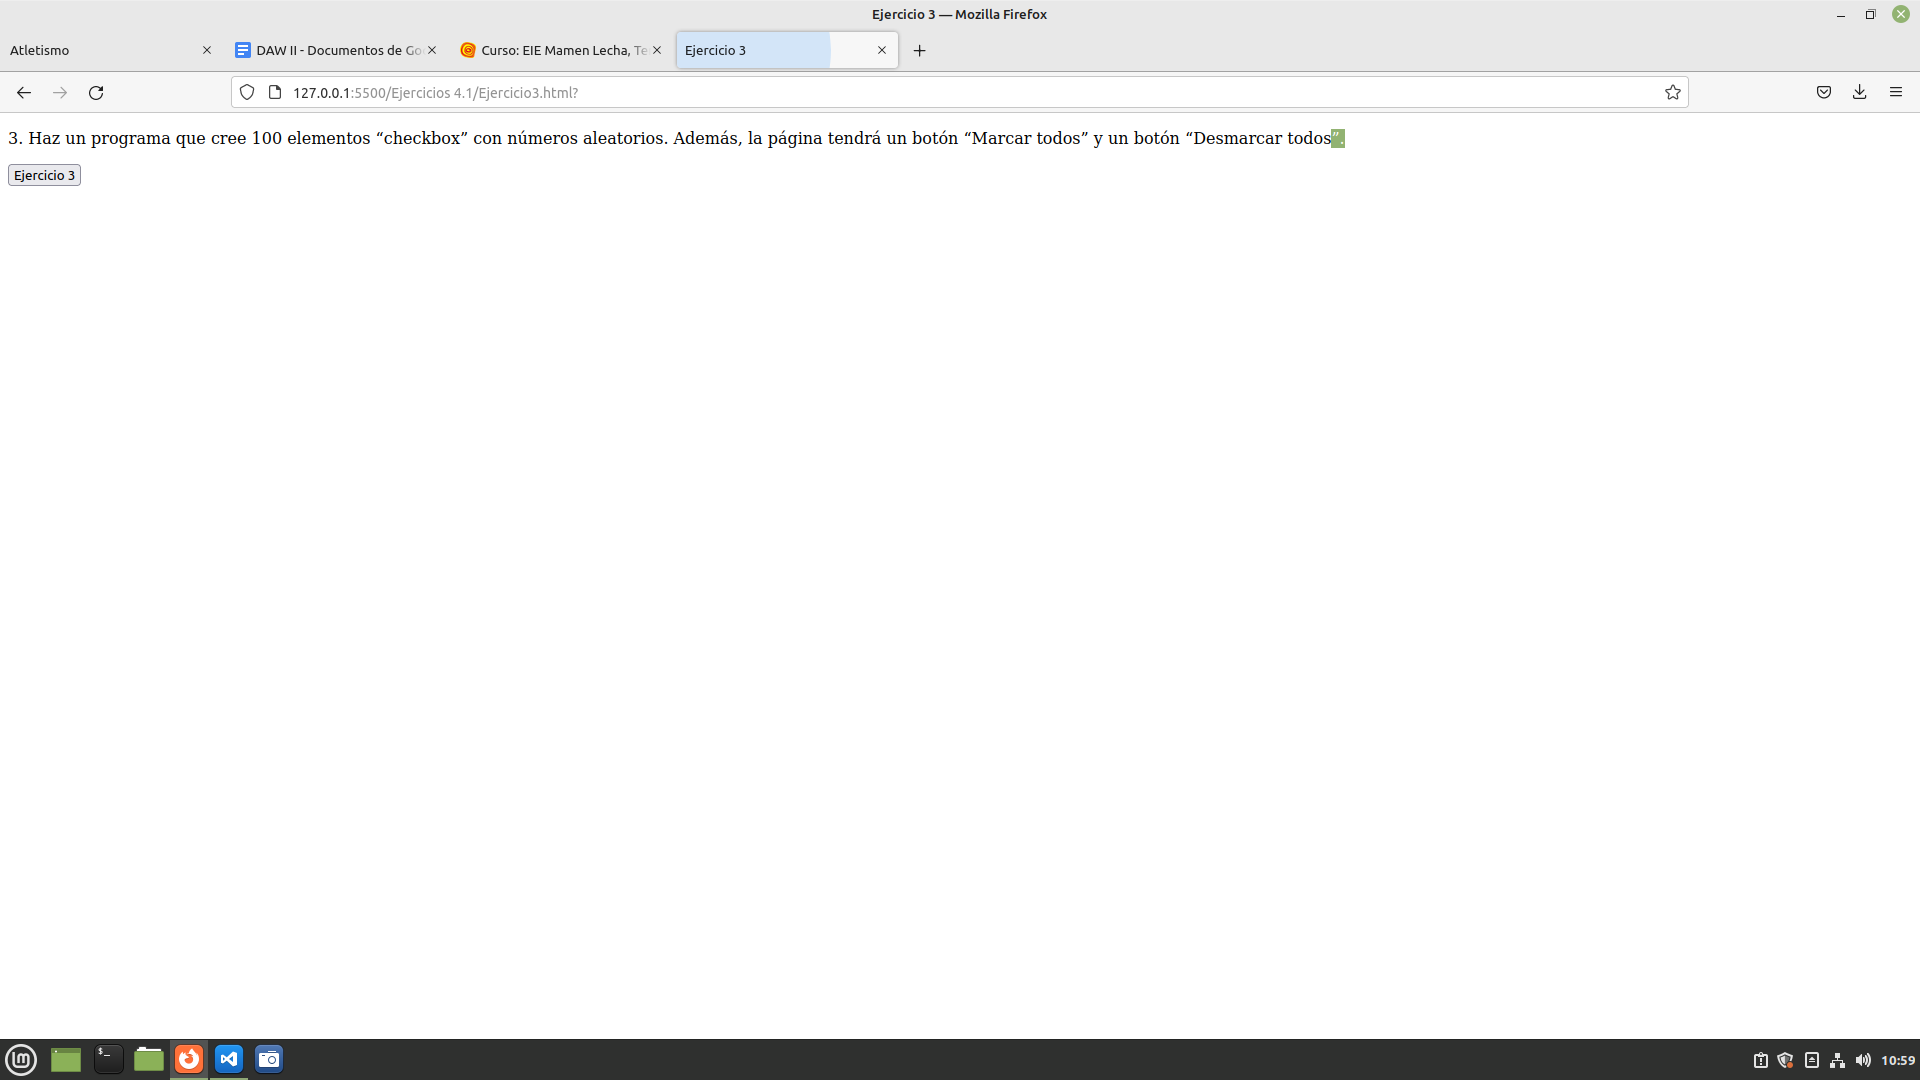 Ejercicio 3 — Mozilla Firefox
Atletismo
DAW II - Documentos de Go
Curso: EIE Mamen Lecha, Te
Ejercicio 3
127.0.0.1:5500/Ejercicios 4.1/Ejercicio3.html?
3. Haz un programa que cree 100 elementos “checkbox” con números aleatorios. Además, la página tendrá un botón “Marcar todos” y un botón “Desmarcar todos”.
Ejercicio 3
10:59